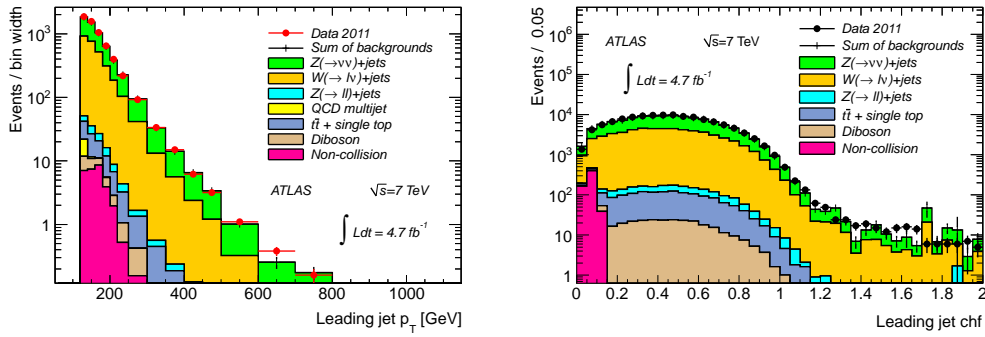 Events / bin width
10³
10²
10
1
Data 2011
Sum of backgrounds
Z(→νν)+jets
W(→ lν)+jets
Z(→ ll)+jets
QCD multijet
tt̄ + single top
Diboson
Non-collision
ATLAS √s=7 TeV
∫ Ldt = 4.7 fb⁻¹
200 400 600 800 1000
Leading jet p_T [GeV]
Events / 0.05
10⁷
10⁶
10⁵
10⁴
10³
10²
10
1
ATLAS √s=7 TeV
∫ Ldt = 4.7 fb⁻¹
Data 2011
Sum of backgrounds
Z(→νν)+jets
W(→ lν)+jets
Z(→ ll)+jets
tt̄ + single top
Diboson
Non-collision
0 0.2 0.4 0.6 0.8 1 1.2 1.4 1.6 1.8 2
Leading jet chf